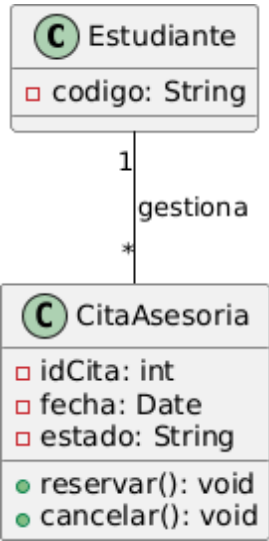 C Estudiante
codigo: String
1
gestiona
*
C CitaAsesoria
idCita: int
fecha: Date
estado: String
reservar(): void
cancelar(): void